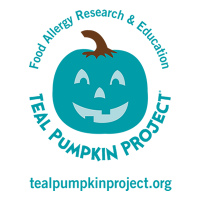 Food Allergy Research & Education
TEAL PUMPKIN PROJECT
tealpumpkinproject.org